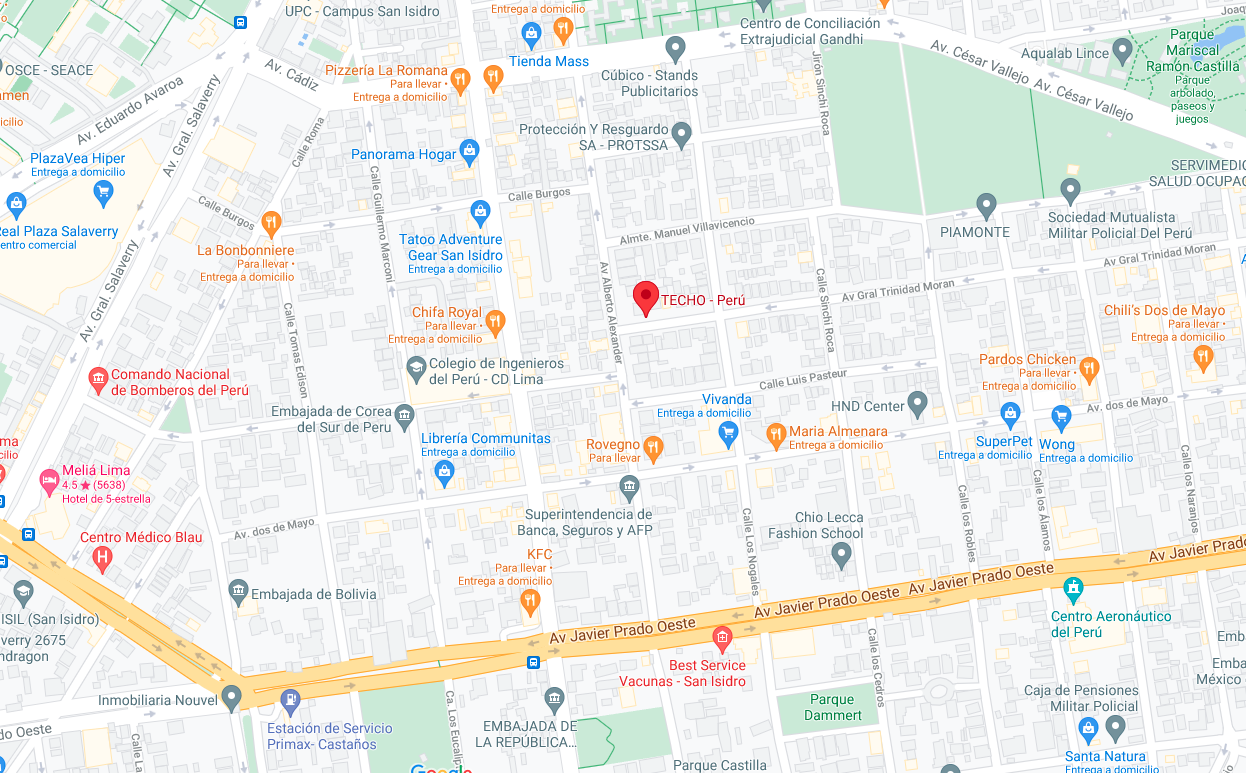 UPC - Campus San Isidro
Entrega a domicilio
Centro de Conciliación
Extrajudicial Gandhi
Tienda Mass
Av. César Vallejo
Av. César Vallejo
Aqualab Lince
Parque
Mariscal
Ramón Castilla
Parque
arbolado,
paseos y
juegos
OSCE - SEACE
Av. Cádiz
Pizzería La Romana
Para llevar •
Entrega a domicilio
Cúbico - Stands
Publicitarios
Jirón Sinchi Roca
Av. Eduardo Avaroa
Av. Gral. Salaverry
Calle Roma
Protección Y Resguardo
SA - PROTSSA
PlazaVea Hiper
Entrega a domicilio
Panorama Hogar
Calle Guillermo Marconi
Calle Burgos
Calle Burgos
SERVIMEDIC
SALUD OCUPAC
Real Plaza Salaverry
entro comercial
La Bonbonniere
Para llevar •
Entrega a domicilio
Tatoo Adventure
Gear San Isidro
Entrega a domicilio
Almte. Manuel Villavicencio
PIAMONTE
Sociedad Mutualista
Militar Policial Del Perú
Av Gral Trinidad Moran
Av. Gral. Salaverry
Av Alberto Alexander
Calle Sinchi Roca
Av Gral Trinidad Moran
TECHO - Perú
Chifa Royal
Para llevar •
Entrega a domicilio
Calle Tomas Edison
Chili's Dos de Mayo
Para llevar •
Entrega a domicilio
Comando Nacional
de Bomberos del Perú
Colegio de Ingenieros
del Perú - CD Lima
Calle Luis Pasteur
Pardos Chicken
Para llevar •
Entrega a domicilio
Embajada de Corea
del Sur de Peru
Vivanda
Entrega a domicilio
HND Center
Av. dos de Mayo
Librería Communitas
Entrega a domicilio
Rovegno
Para llevar
Maria Almenara
Entrega a domicilio
SuperPet
Entrega a domicilio
Wong
Entrega a domicilio
Meliá Lima
4.5 ★ (5638)
Hotel de 5-estrella
Av. dos de Mayo
Superintendencia de
Banca, Seguros y AFP
Calle Los Nogales
Chio Lecca
Fashion School
Calle los Robles
Calle los Álamos
Calle los Naranjos
Centro Médico Blau
KFC
Para llevar •
Entrega a domicilio
Av Javier Prado
Av Javier Prado Oeste
Av Javier Prado Oeste
Av Javier Prado Oeste
Embajada de Bolivia
ISIL (San Isidro)
Centro Aeronáutico
del Perú
Best Service
Vacunas - San Isidro
Calle los Cedros
Inmobiliaria Nouvel
Estación de Servicio
Primax- Castaños
EMBAJADA DE
LA REPÚBLICA...
Parque
Dammert
Caja de Pensiones
Militar Policial
Santa Natura
Entrega a domicilio
Parque Castilla
Google